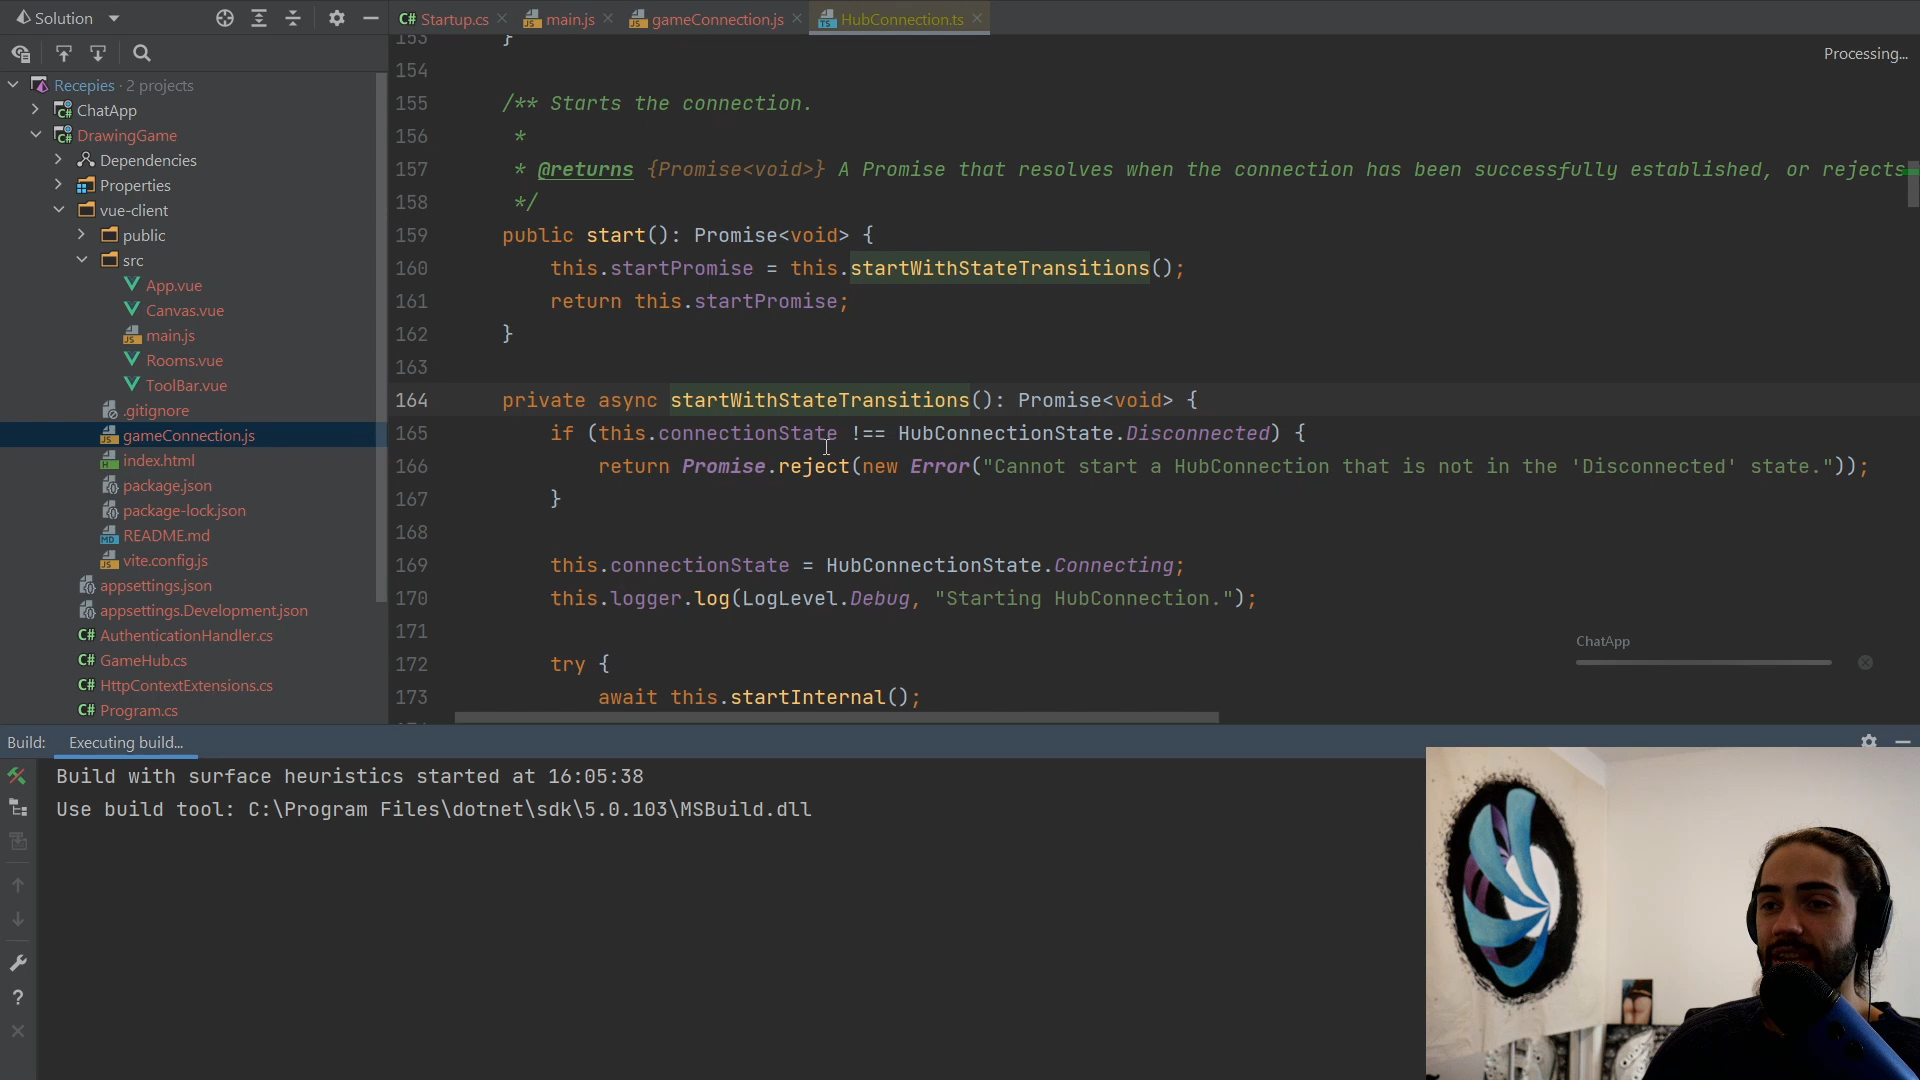 Solution
Startup.cs
main.js
gameConnection.js
HubConnection.ts
Processing...
Recepies · 2 projects
ChatApp
DrawingGame
Dependencies
Properties
vue-client
public
src
App.vue
Canvas.vue
main.js
Rooms.vue
ToolBar.vue
.gitignore
gameConnection.js
index.html
package.json
package-lock.json
README.md
vite.config.js
appsettings.json
appsettings.Development.json
C# AuthenticationHandler.cs
C# GameHub.cs
C# HttpContextExtensions.cs
C# Program.cs
153 }
154
155 /** Starts the connection.
156 *
157 * @returns {Promise<void>} A Promise that resolves when the connection has been successfully established, or rejects
158 */
159 public start(): Promise<void> {
160 this.startPromise = this.startWithStateTransitions();
161 return this.startPromise;
162 }
163
164 private async startWithStateTransitions(): Promise<void> {
165 if (this.connectionState !== HubConnectionState.Disconnected) {
166 return Promise.reject(new Error("Cannot start a HubConnection that is not in the 'Disconnected' state."));
167 }
168
169 this.connectionState = HubConnectionState.Connecting;
170 this.logger.log(LogLevel.Debug, "Starting HubConnection.");
171
172 try {
173 await this.startInternal();
ChatApp
Build: Executing build...
Build with surface heuristics started at 16:05:38
Use build tool: C:\Program Files\dotnet\sdk\5.0.103\MSBuild.dll